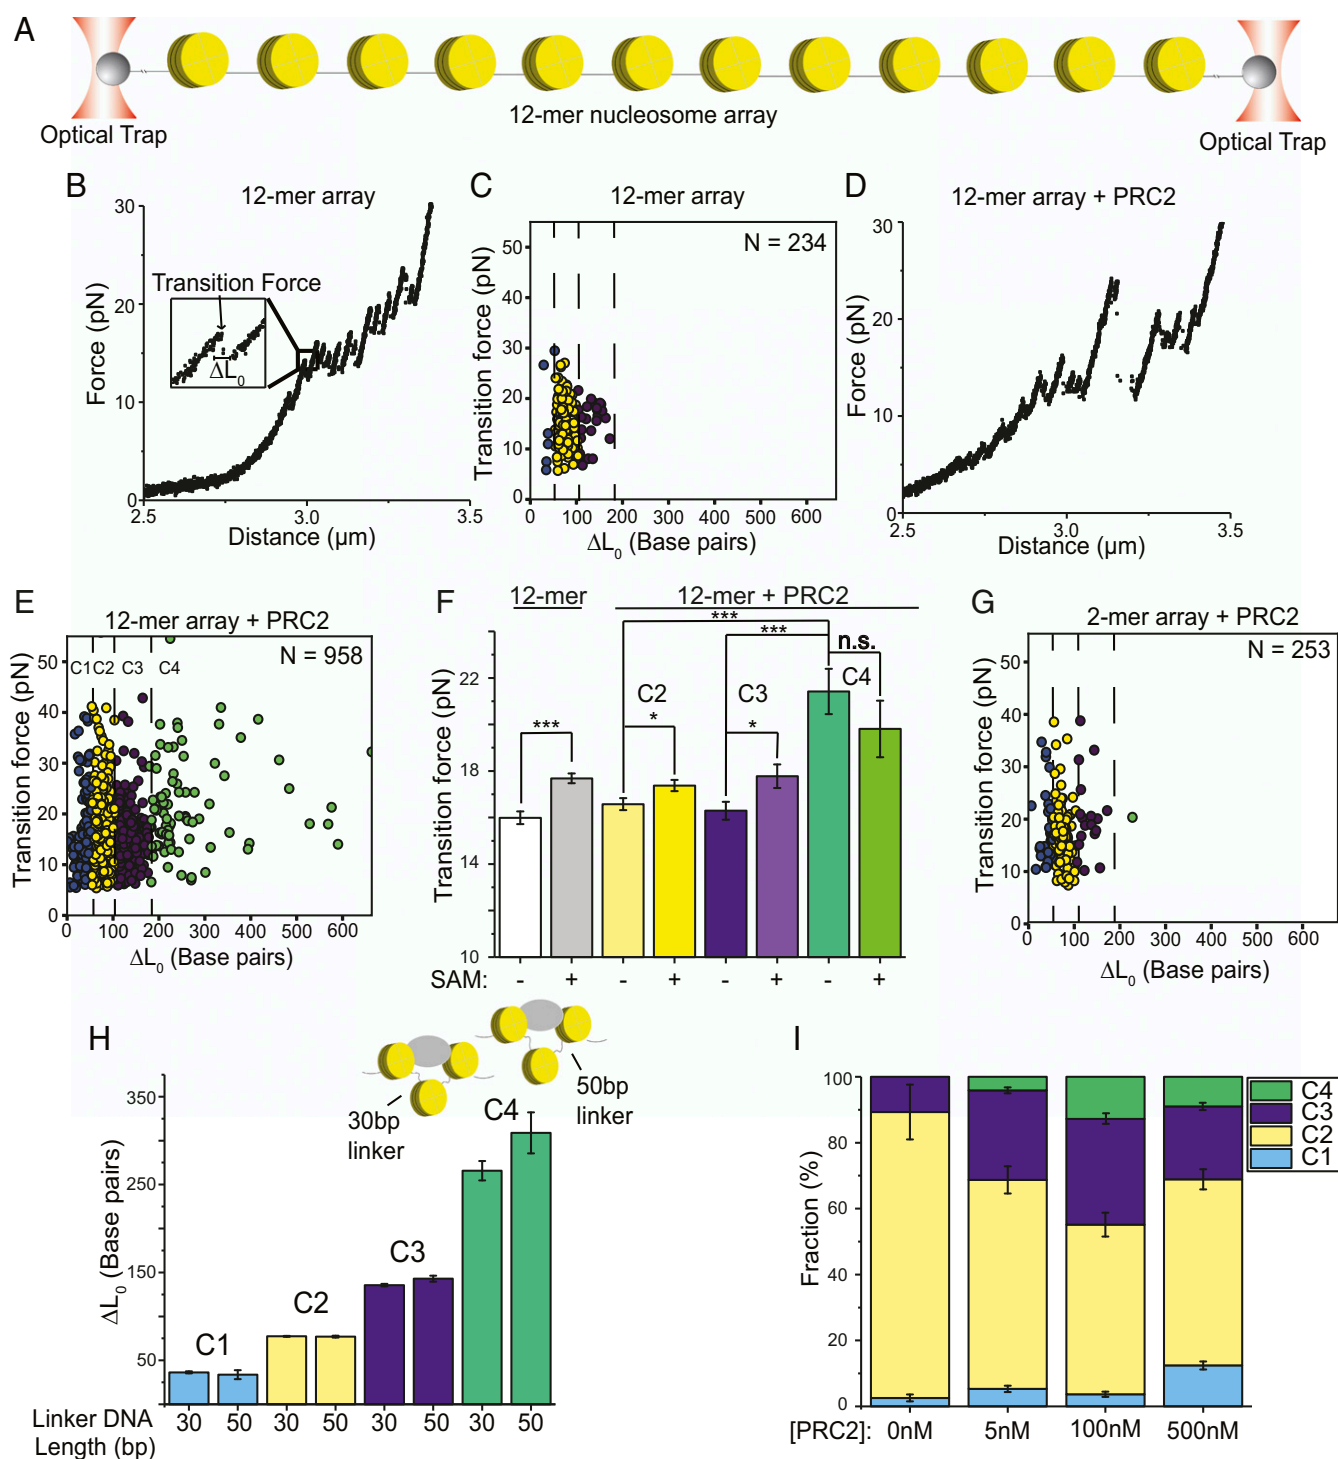 A
Optical Trap
12-mer nucleosome array
Optical Trap
B
12-mer array
Force (pN)
30
20
10
0
Transition Force
ΔL0
2.5
3.0
3.5
Distance (μm)
C
12-mer array
N = 234
Transition force (pN)
50
40
30
20
10
0
0 100 200 300 400 500 600
ΔL0 (Base pairs)
D
12-mer array + PRC2
Force (pN)
30
20
10
0
2.5
3.0
3.5
Distance (μm)
E
12-mer array + PRC2
N = 958
C1 C2 C3 C4
Transition force (pN)
50
40
30
20
10
0
0 100 200 300 400 500 600
ΔL0 (Base pairs)
F
12-mer
12-mer + PRC2
***
***
n.s.
C4
C2
C3
***
*
*
Transition force (pN)
22
18
14
10
SAM: - + - + - + - +
G
2-mer array + PRC2
N = 253
Transition force (pN)
50
40
30
20
10
0
0 100 200 300 400 500 600
ΔL0 (Base pairs)
H
30bp
linker
50bp
linker
ΔL0 (Base pairs)
350
250
150
50
C1
C2
C3
C4
Linker DNA
Length (bp)
30 50 30 50 30 50 30 50
I
Fraction (%)
100
80
60
40
20
0
C4
C3
C2
C1
[PRC2]: 0nM 5nM 100nM 500nM